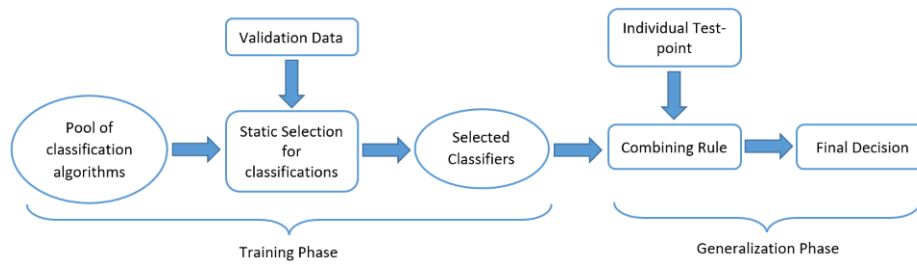 Validation Data
Individual Test-
point
Pool of
classification
algorithms
Static Selection
for
classifications
Selected
Classifiers
Combining Rule
Final Decision
Training Phase
Generalization Phase